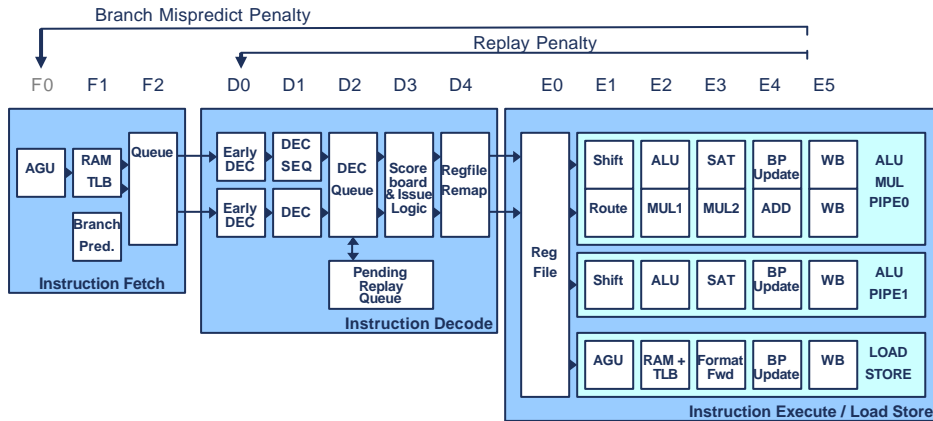 Branch Mispredict Penalty
Replay Penalty
F0 F1 F2 D0 D1 D2 D3 D4 E0 E1 E2 E3 E4 E5
AGU
RAM
TLB
Branch
Pred.
Queue
Instruction Fetch
Early
DEC
Early
DEC
DEC
SEQ
DEC
DEC
Queue
Score
board
& Issue
Logic
Regfile
Remap
Pending
Replay
Queue
Instruction Decode
Reg
File
Shift ALU SAT BP Update WB
Route MUL1 MUL2 ADD WB
ALU
MUL
PIPE0
Shift ALU SAT BP Update WB
ALU
PIPE1
AGU RAM + TLB Format Fwd BP Update WB
LOAD
STORE
Instruction Execute / Load Store